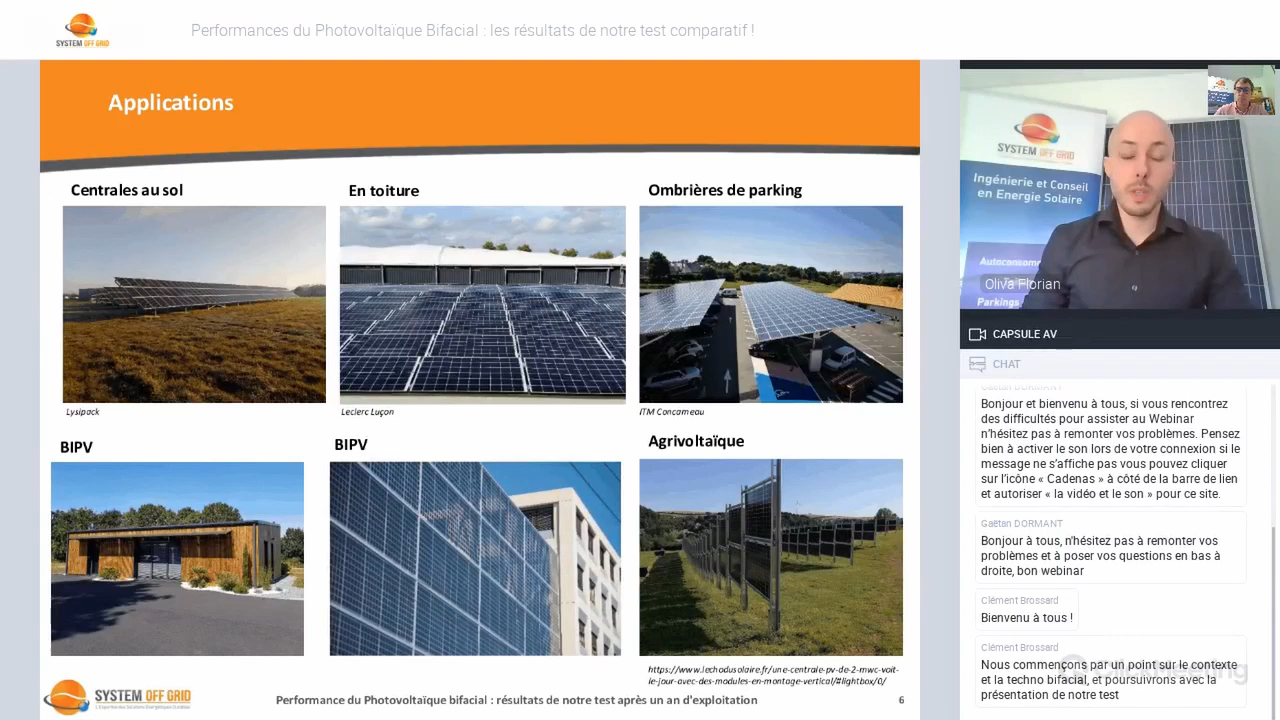 SYSTEM OFF GRID
Performances du Photovoltaïque Bifacial : les résultats de notre test comparatif !
Applications
Centrales au sol
En toiture
Ombrières de parking
Lysipack
Leclerc Luçon
ITM Concarneau
BIPV
BIPV
Agrivoltaïque
https://www.lechodusolaire.fr/une-centrale-pv-de-2-mwc-voit-
le-jour-avec-des-modules-en-montage-vertical/#lightbox/0/
SYSTEM OFF GRID
Performance du Photovoltaïque bifacial : résultats de notre test après un an d'exploitation
6
SYSTEM OFF GRID
Ingénierie et Conseil
en Energie Solaire
Autoconsomm
Oliva Florian
Parkings
CAPSULE AV
CHAT
Gaëtan DORMANT
Bonjour et bienvenu à tous, si vous rencontrez
des difficultés pour assister au Webinar
n'hésitez pas à remonter vos problèmes. Pensez
bien à activer le son lors de votre connexion si le
message ne s'affiche pas vous pouvez cliquer
sur l'icône « Cadenas » à côté de la barre de lien
et autoriser « la vidéo et le son » pour ce site.
Gaëtan DORMANT
Bonjour à tous, n'hésitez pas à remonter vos
problèmes et à poser vos questions en bas à
droite, bon webinar
Clément Brossard
Bienvenu à tous !
Clément Brossard
Nous commençons par un point sur le contexte
et la techno bifacial, et poursuivrons avec la
présentation de notre test